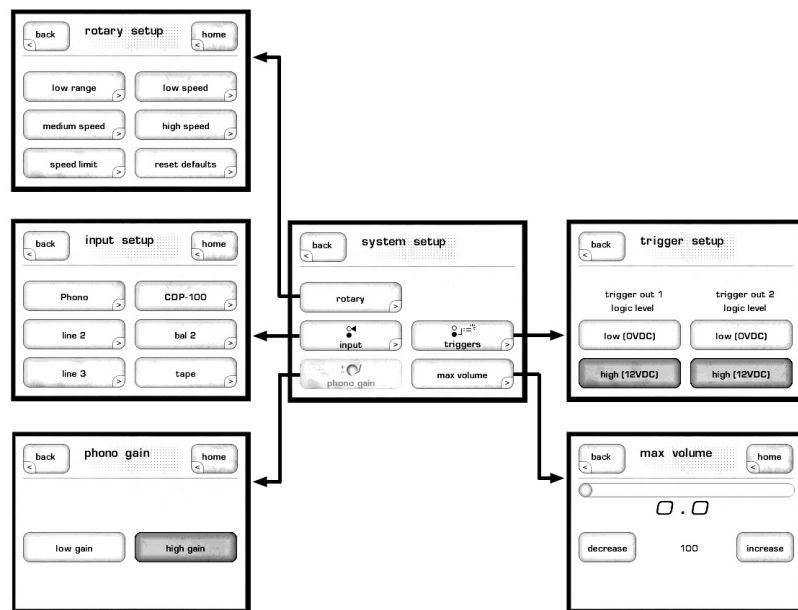 back
rotary setup
home
low range
low speed
medium speed
high speed
speed limit
reset defaults
back
input setup
home
Phono
CDP-100
line 2
bal 2
line 3
tape
back
phono gain
home
low gain
high gain
back
system setup
rotary
input
triggers
phono gain
max volume
back
trigger setup
trigger out 1
logic level
trigger out 2
logic level
low (0VDC)
low (0VDC)
high (12VDC)
high (12VDC)
back
max volume
home
0.0
decrease
100
increase